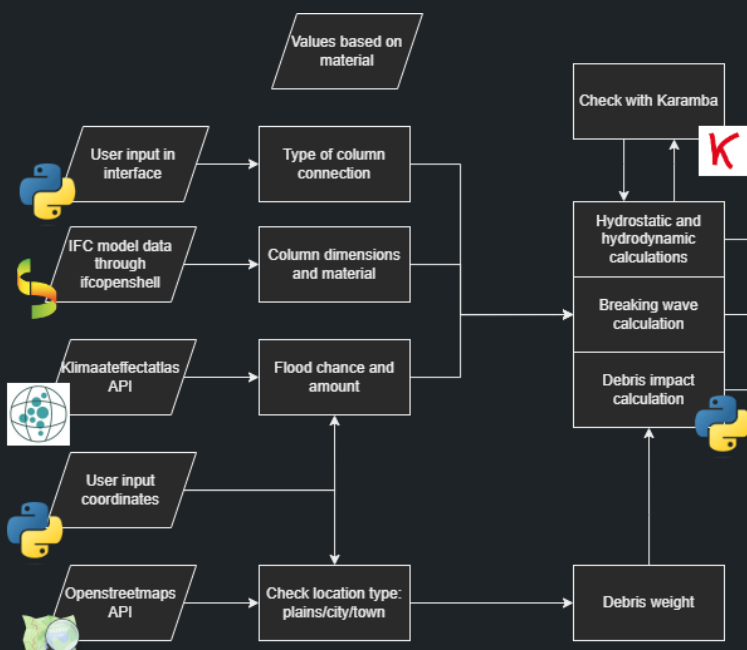 Values based on
material
Check with Karamba
K
User input in
interface
Type of column
connection
IFC model data
through
ifcopenshell
Column dimensions
and material
Hydrostatic and
hydrodynamic
calculations
Breaking wave
calculation
Klimaateffectatlas
API
Flood chance and
amount
Debris impact
calculation
User input
coordinates
Openstreetmaps
API
Check location type:
plains/city/town
Debris weight